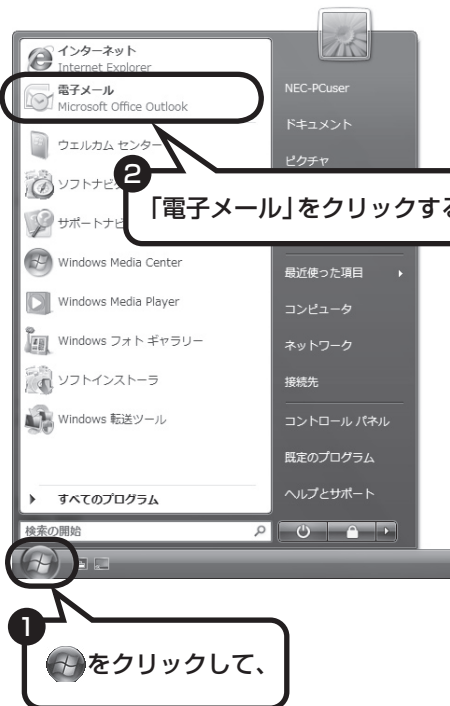 インターネット
Internet Explorer
電子メール
Microsoft Office Outlook
ウェルカム センター
ソフトナビ
サポートナビ
Windows Media Center
Windows Media Player
Windows フォト ギャラリー
ソフトインストーラ
Windows 転送ツール
すべてのプログラム
検索の開始
NEC-PCuser
ドキュメント
ピクチャ
最近使った項目
コンピュータ
ネットワーク
接続先
コントロール パネル
既定のプログラム
ヘルプとサポート
2
「電子メール」をクリックする
1
をクリックして、